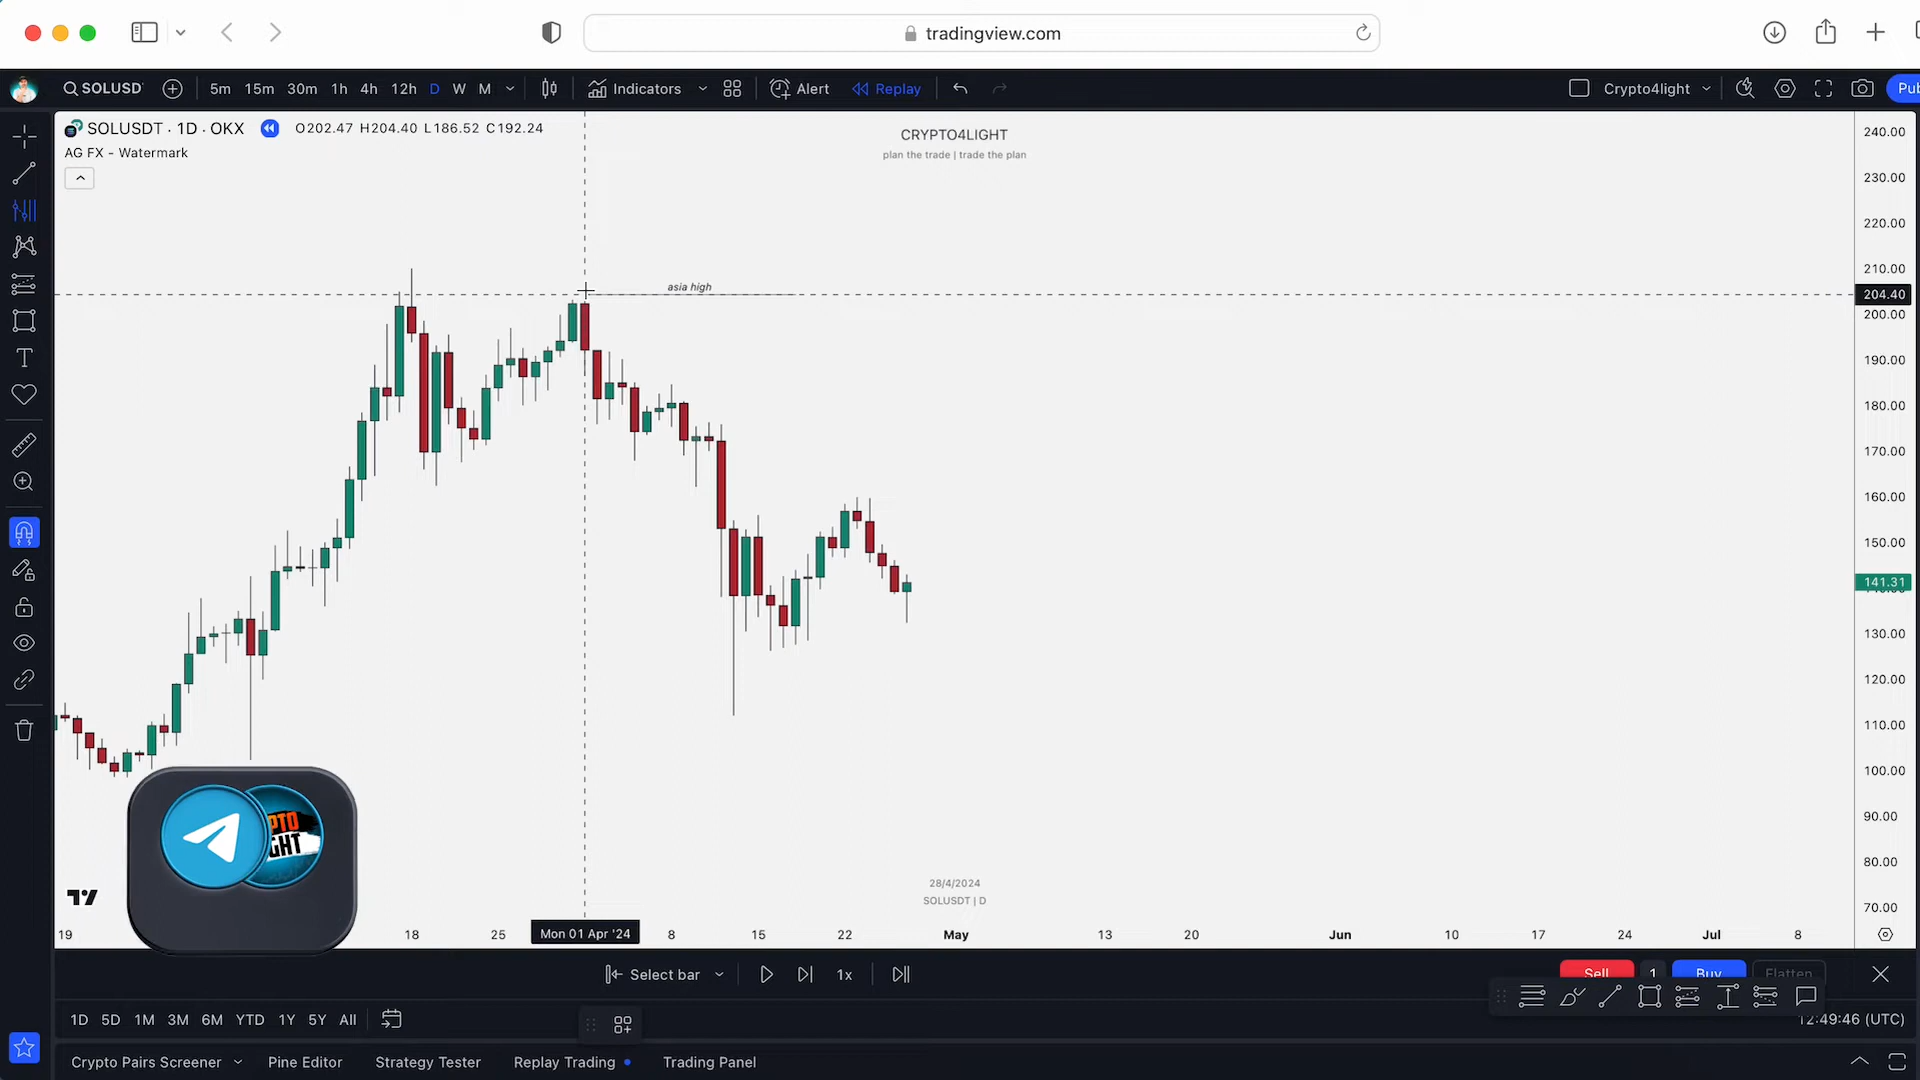 tradingview.com
SOLUSD
5m 15m 30m 1h 4h 12h D W M Indicators Alert Replay Crypto4light Pub
SOLUSDT · 1D · OKX O202.47 H204.40 L186.52 C192.24
AG FX - Watermark
CRYPTO4LIGHT
plan the trade | trade the plan
asia high
240.00
230.00
220.00
210.00
204.40
200.00
190.00
180.00
170.00
160.00
150.00
141.31
130.00
120.00
110.00
100.00
90.00
80.00
70.00
28/4/2024
SOLUSDT | D
19 18 25 Mon 01 Apr '24 8 15 22 May 13 20 Jun 10 17 24 Jul 8
Select bar 1x Sell 1 Buy Flatten
1D 5D 1M 3M 6M YTD 1Y 5Y All 12:49:46 (UTC)
Crypto Pairs Screener Pine Editor Strategy Tester Replay Trading Trading Panel